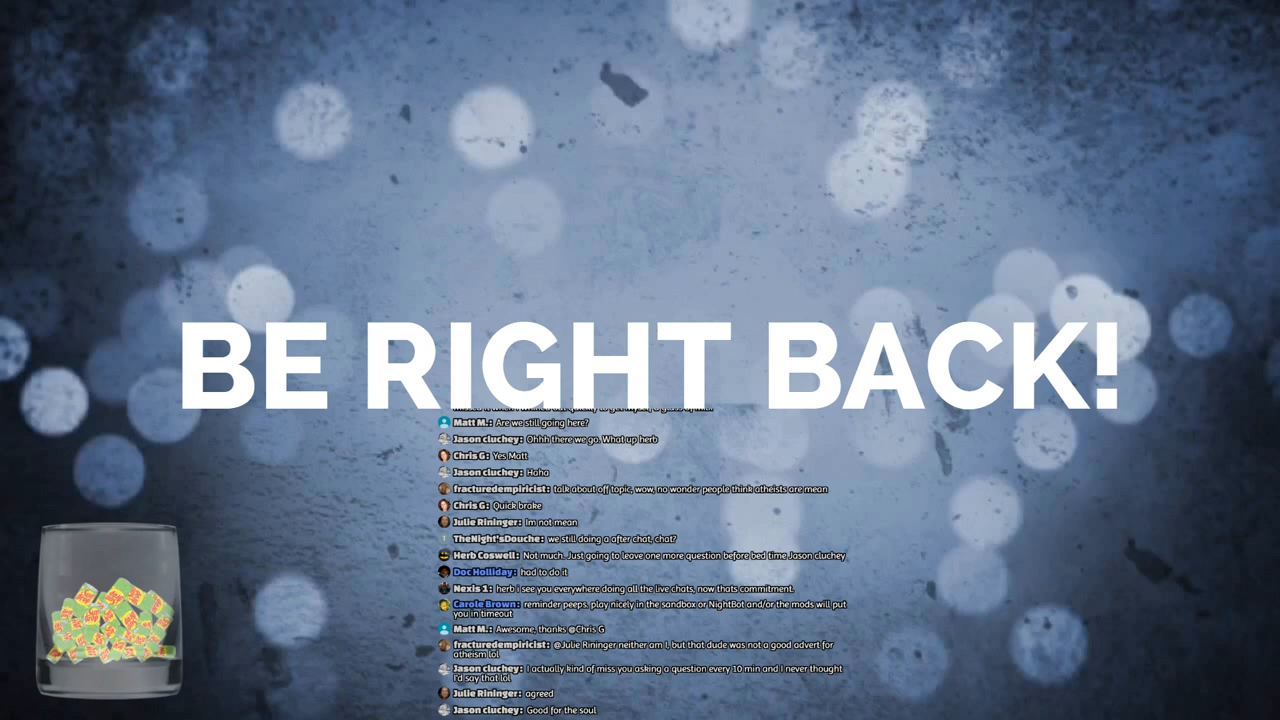 BE RIGHT BACK!
Matt M.: Are we still going here?
Jason cluchey: Ohhh there we go. What up herb
Chris G: Yes Matt
Jason cluchey: Haha
fracturedempiricist: talk about off topic, wow, no wonder people think atheists are mean
Chris G: Quick brake
Julie Rininger: Im not mean
TheNight'sDouche: we still doing a after chat, chat?
Herb Coswell: Not much. Just going to leave one more question before bed time Jason cluchey
Doc Holliday: had to do it
Nexis 1: herb I see you everywhere doing all the live chats, now thats commitment.
Carole Brown: reminder peeps: play nicely in the sandbox or NightBot and/or the mods will put
you in timeout
Matt M.: Awesome, thanks @Chris G
fracturedempiricist: @Julie Rininger neither am I, but that dude was not a good advert for
atheism lol
Jason cluchey: I actually kind of miss you asking a question every 10 min and I never thought
I'd say that lol
Julie Rininger: agreed
Jason cluchey: Good for the soul